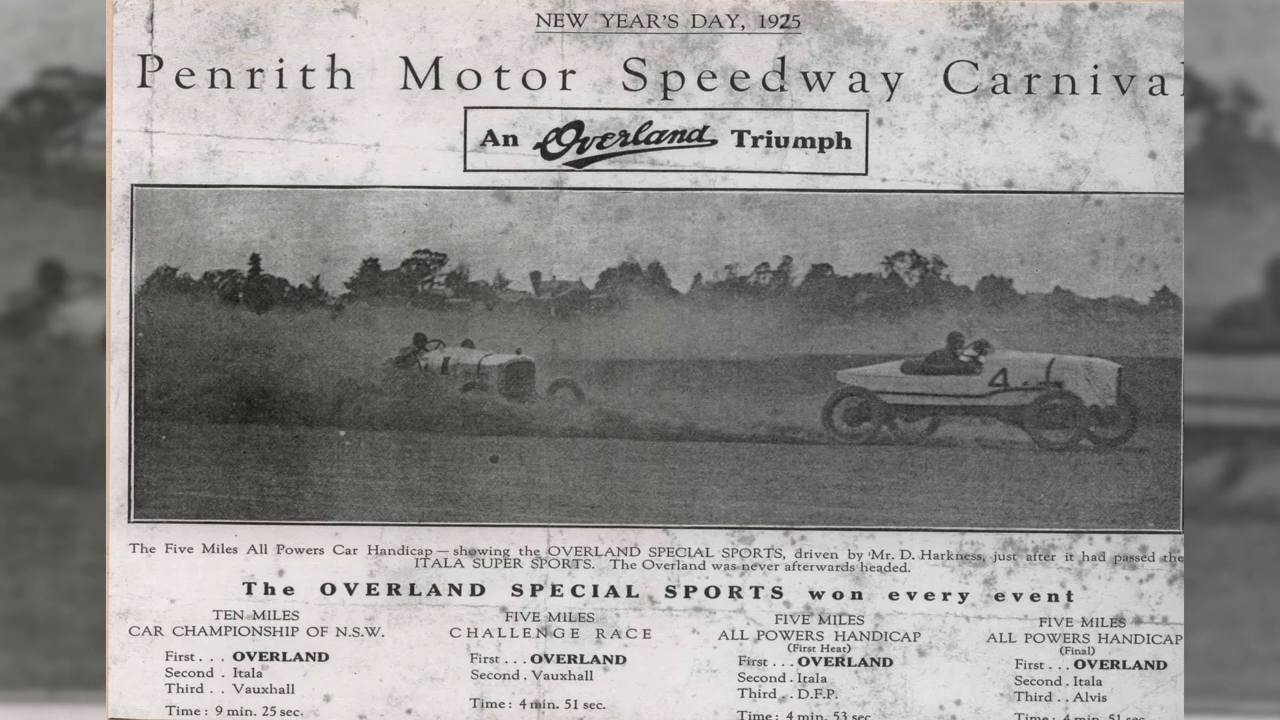 NEW YEAR'S DAY, 1925
Penrith Motor Speedway Carnival
An Overland Triumph
4
The Five Miles All Powers Car Handicap — showing the OVERLAND SPECIAL SPORTS, driven by Mr. D. Harkness, just after it had passed the
ITALA SUPER SPORTS. The Overland was never afterwards headed.
The OVERLAND SPECIAL SPORTS won every event
TEN MILES
CAR CHAMPIONSHIP OF N.S.W.
First . . . OVERLAND
Second . Itala
Third . . Vauxhall
Time: 9 min. 25 sec.
FIVE MILES
CHALLENGE RACE
First . . . OVERLAND
Second . Vauxhall
Time: 4 min. 51 sec.
FIVE MILES
ALL POWERS HANDICAP
(First Heat)
First . . . OVERLAND
Second . Itala
Third . . D.F.P.
Time: 4 min. 53 sec.
FIVE MILES
ALL POWERS HANDICAP
(Final)
First . . . OVERLAND
Second . Itala
Third . . Alvis
Time: 4 min. 51 sec.